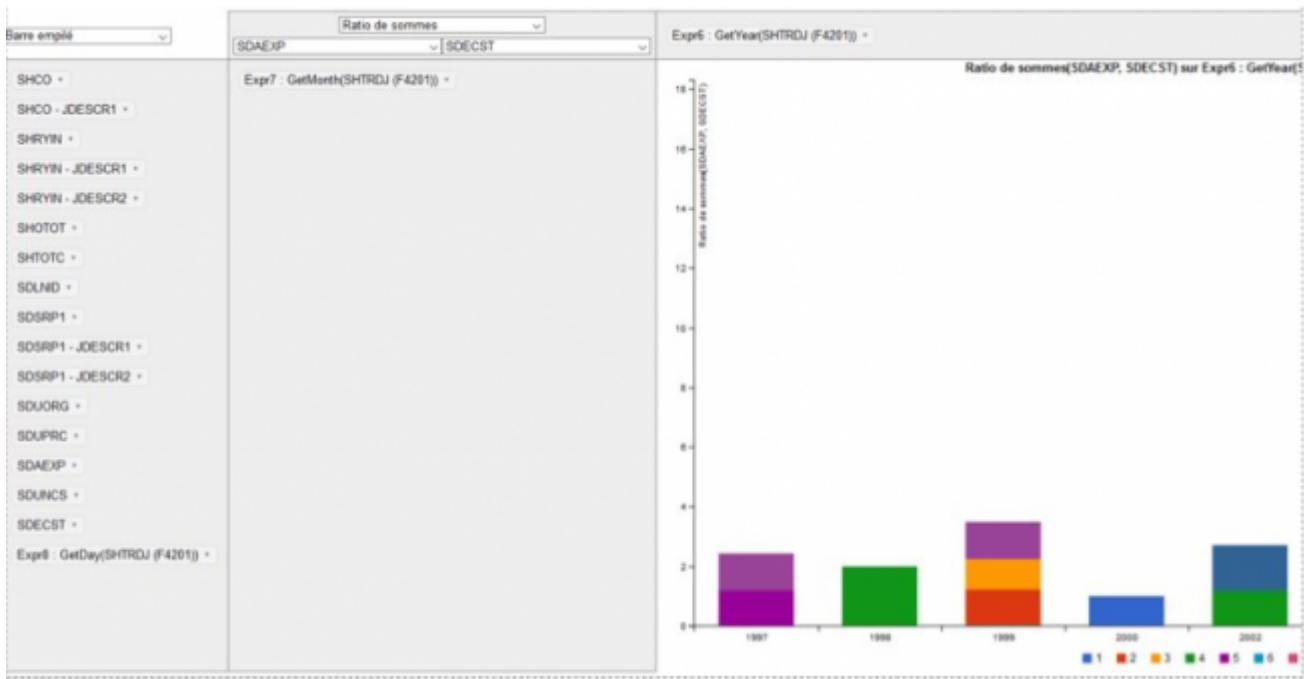 Barre empilé
Ratio de sommes
SDAEXP
SDECST
Expr6 : GetYear(SHTRDJ (F4201))
SHCO
SHCO - JDESCR1
SHRYIN
SHRYIN - JDESCR1
SHRYIN - JDESCR2
SHOTOT
SHTOTC
SDLNID
SDSRP1
SDSRP1 - JDESCR1
SDSRP1 - JDESCR2
SDUORG
SDUPRC
SDAEXP
SDUNCS
SDECST
Expr8 : GetDay(SHTRDJ (F4201))
Expr7 : GetMonth(SHTRDJ (F4201))
Ratio de sommes(SDAEXP, SDECST) sur Expr6 : GetYear(S
Ratio de sommes(SDAEXP, SDECST)
18
16
14
12
10
8
6
4
2
0
1997 1998 1999 2000 2002
1 2 3 4 5 6